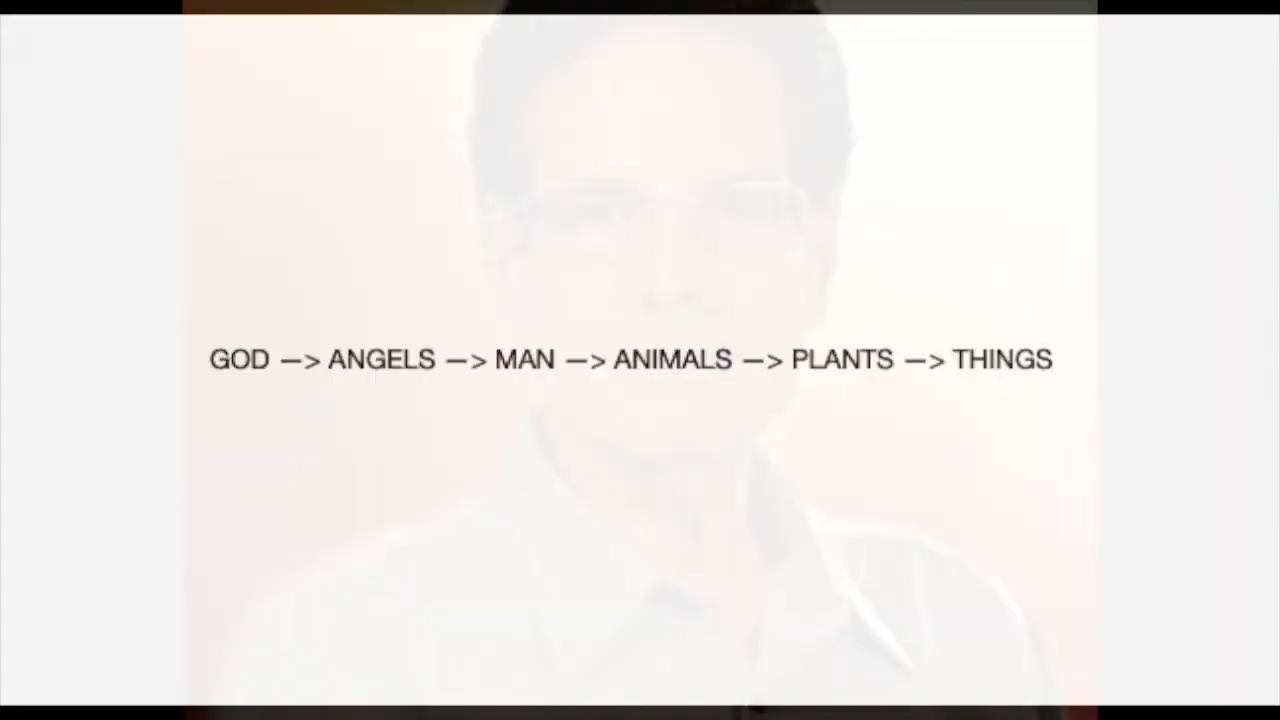 GOD —> ANGELS —> MAN —> ANIMALS —> PLANTS —> THINGS